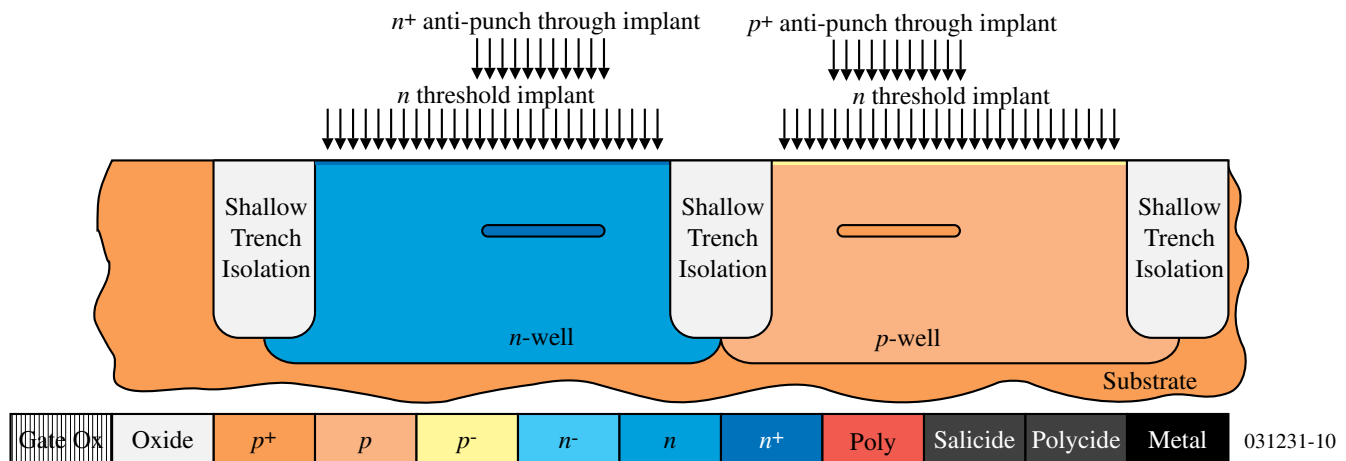 n+ anti-punch through implant
p+ anti-punch through implant
n threshold implant
n threshold implant
Shallow
Trench
Isolation
Shallow
Trench
Isolation
Shallow
Trench
Isolation
n-well
p-well
Substrate
Gate Ox Oxide p+ p p- n- n n+ Poly Salicide Polycide Metal
031231-10